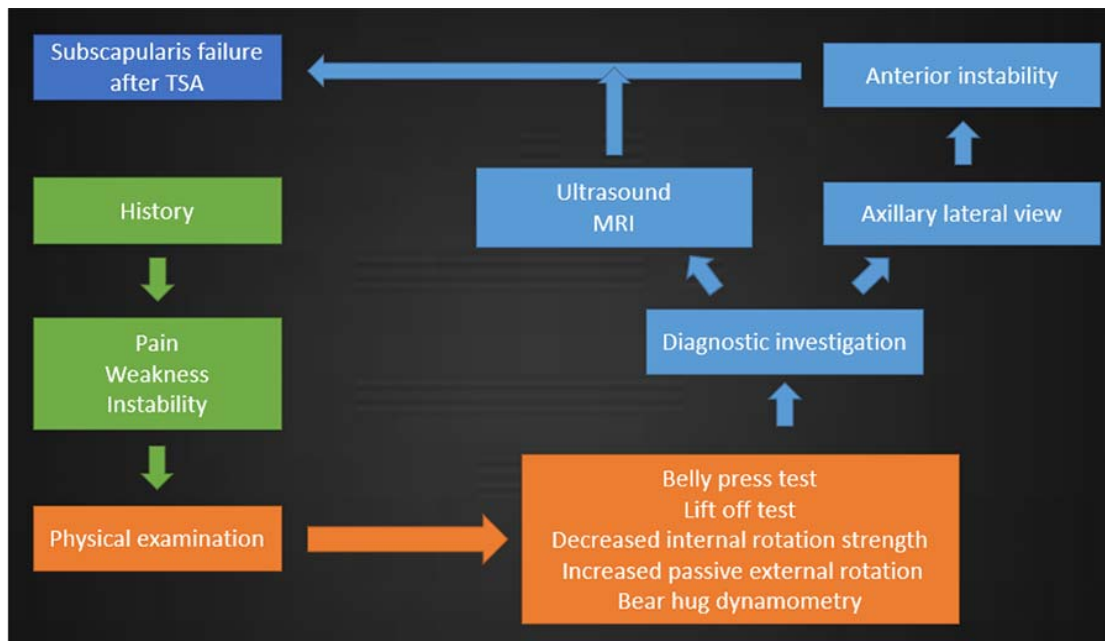 Subscapularis failure
after TSA
History
Pain
Weakness
Instability
Physical examination
Belly press test
Lift off test
Decreased internal rotation strength
Increased passive external rotation
Bear hug dynamometry
Diagnostic investigation
Ultrasound
MRI
Axillary lateral view
Anterior instability